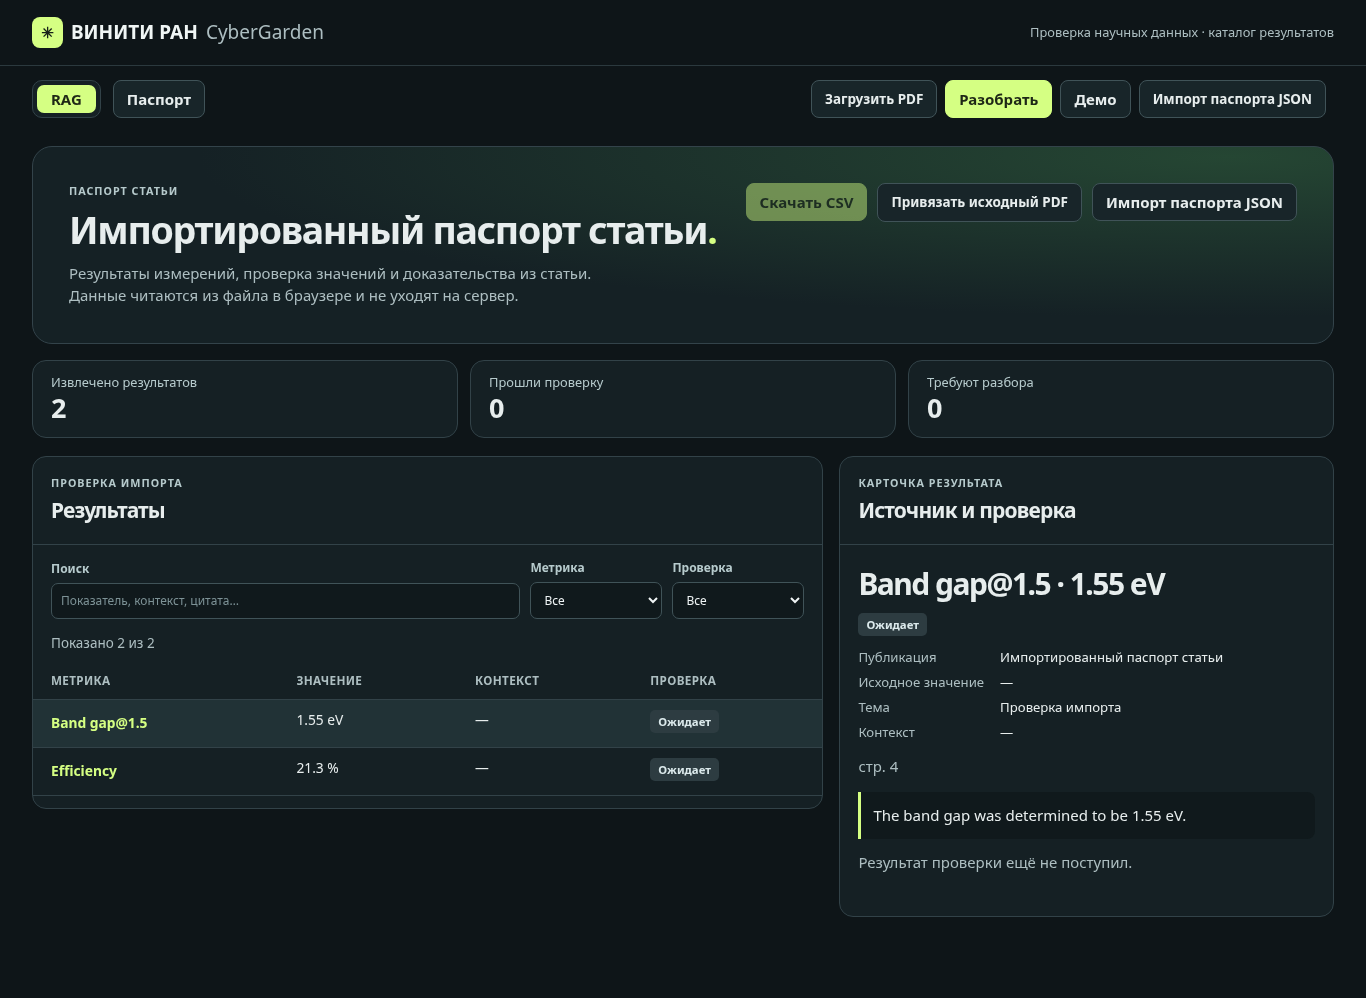 ВИНИТИ РАН CyberGarden
Проверка научных данных · каталог результатов
RAG
Паспорт
Загрузить PDF
Разобрать
Демо
Импорт паспорта JSON
ПАСПОРТ СТАТЬИ
Импортированный паспорт статьи.
Результаты измерений, проверка значений и доказательства из статьи.
Данные читаются из файла в браузере и не уходят на сервер.
Скачать CSV
Привязать исходный PDF
Импорт паспорта JSON
Извлечено результатов
2
Прошли проверку
0
Требуют разбора
0
ПРОВЕРКА ИМПОРТА
Результаты
Поиск
Метрика
Проверка
Показатель, контекст, цитата...
Все
Все
Показано 2 из 2
МЕТРИКА ЗНАЧЕНИЕ КОНТЕКСТ ПРОВЕРКА
Band gap@1.5 1.55 eV — Ожидает
Efficiency 21.3 % — Ожидает
КАРТОЧКА РЕЗУЛЬТАТА
Источник и проверка
Band gap@1.5 · 1.55 eV
Ожидает
Публикация Импортированный паспорт статьи
Исходное значение —
Тема Проверка импорта
Контекст —
стр. 4
The band gap was determined to be 1.55 eV.
Результат проверки ещё не поступил.